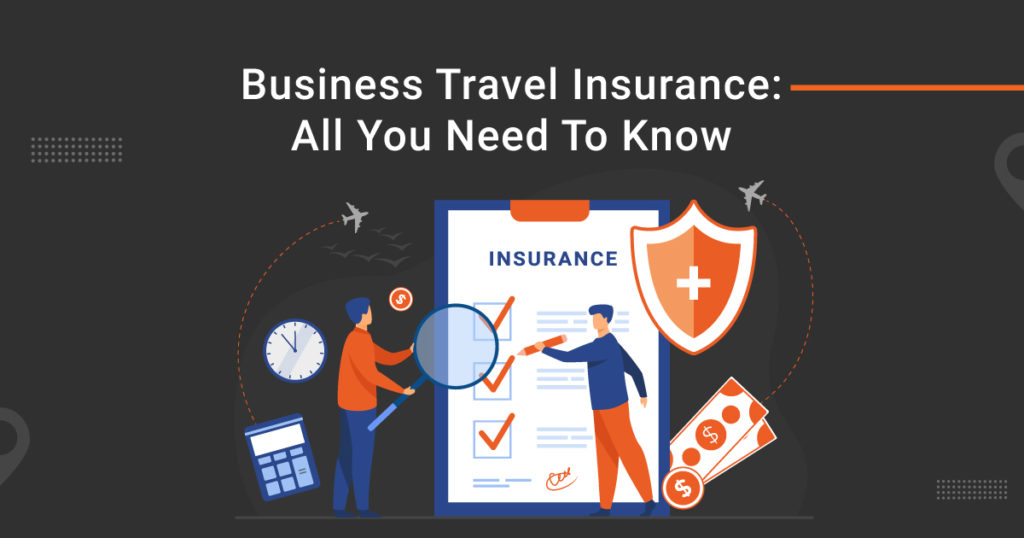 Business Travel Insurance:
All You Need To Know
INSURANCE
$
$
$